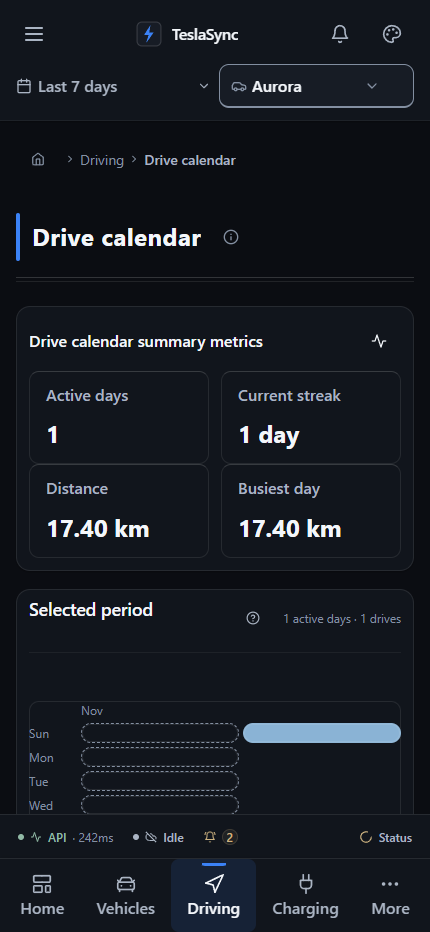 TeslaSync
Last 7 days
Aurora
Driving
Drive calendar
Drive calendar
Drive calendar summary metrics
Active days
1
Current streak
1 day
Distance
17.40 km
Busiest day
17.40 km
Selected period
1 active days · 1 drives
Nov
Sun
Mon
Tue
Wed
API · 242ms
Idle
2
Status
Home
Vehicles
Driving
Charging
More